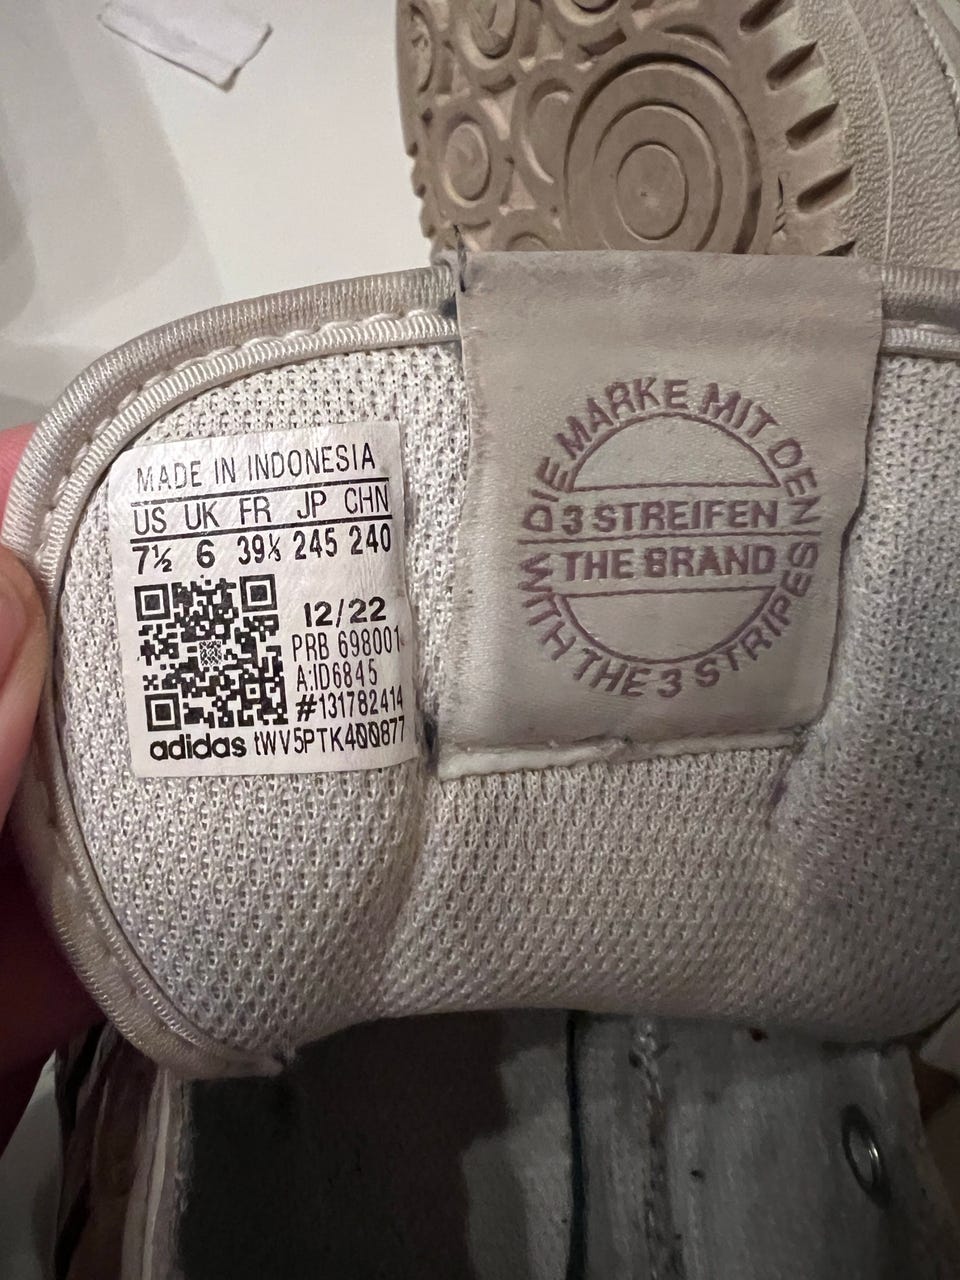 MADE IN INDONESIA
US UK FR JP CHN
7½ 6 39⅓ 245 240
12/22
PRB 698001
A:ID6845
#131782414
adidas tWV5PTK400877
DIE MARKE MIT DEN
3 STREIFEN
THE BRAND
WITH THE 3 STRIPES